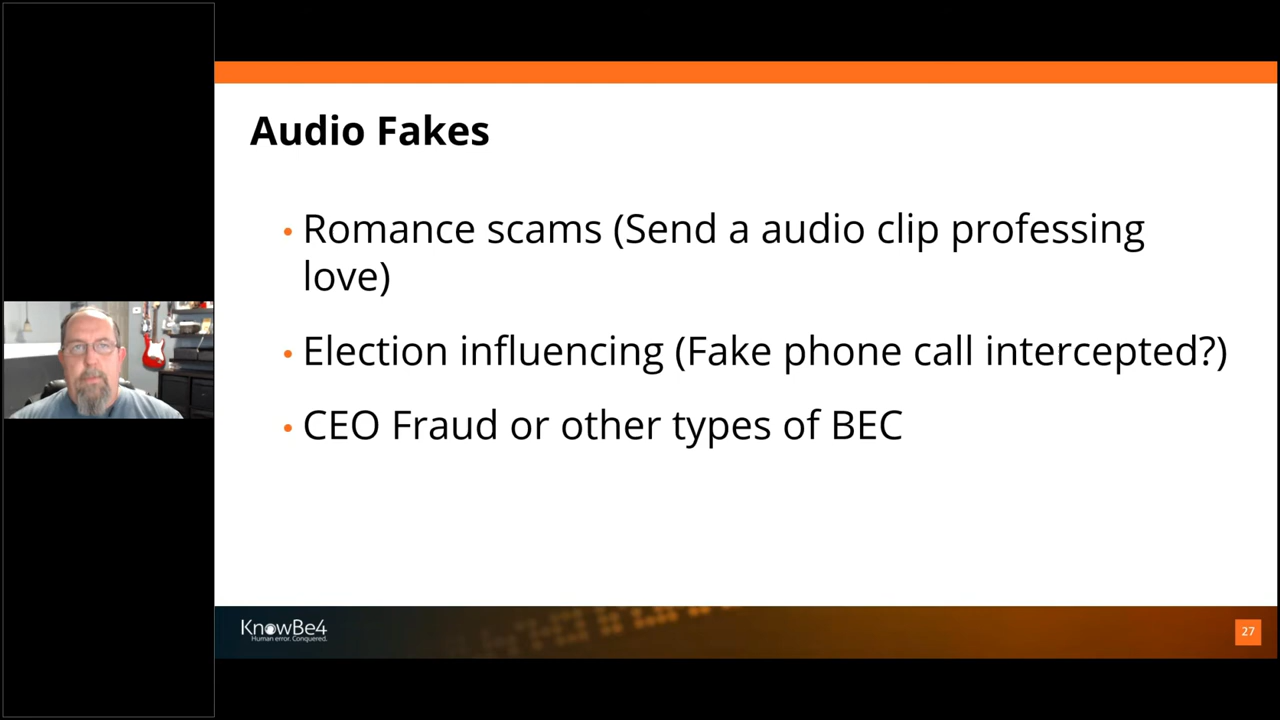 Audio Fakes
• Romance scams (Send a audio clip professing
love)
• Election influencing (Fake phone call intercepted?)
• CEO Fraud or other types of BEC
KnowBe4
Human error. Conquered.
27